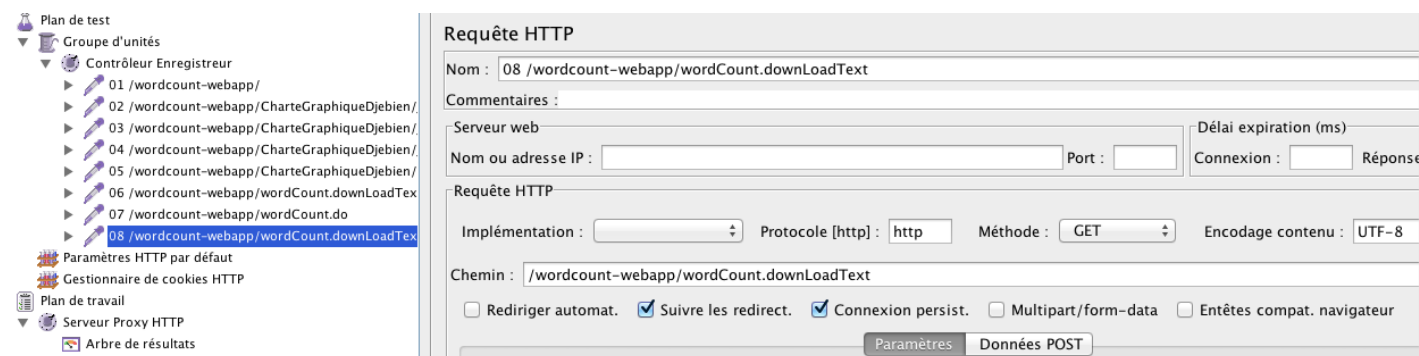 Plan de test
Groupe d'unités
Contrôleur Enregistreur
01 /wordcount-webapp/
02 /wordcount-webapp/CharteGraphiqueDjebien/
03 /wordcount-webapp/CharteGraphiqueDjebien/
04 /wordcount-webapp/CharteGraphiqueDjebien/
05 /wordcount-webapp/CharteGraphiqueDjebien/
06 /wordcount-webapp/wordCount.downLoadTex
07 /wordcount-webapp/wordCount.do
08 /wordcount-webapp/wordCount.downLoadTex
Paramètres HTTP par défaut
Gestionnaire de cookies HTTP
Plan de travail
Serveur Proxy HTTP
Arbre de résultats
Requête HTTP
Nom : 08 /wordcount-webapp/wordCount.downLoadText
Commentaires :
Serveur web
Nom ou adresse IP : Port :
Délai expiration (ms)
Connexion : Réponse
Requête HTTP
Implémentation : Protocole [http] : http Méthode : GET Encodage contenu : UTF-8
Chemin : /wordcount-webapp/wordCount.downLoadText
Rediriger automat. Suivre les redirect. Connexion persist. Multipart/form-data Entêtes compat. navigateur
Paramètres Données POST